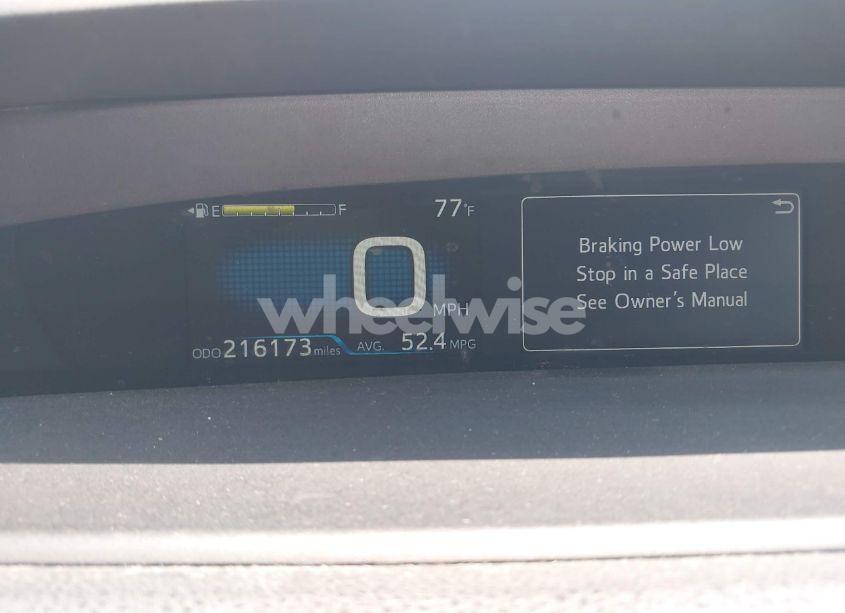 E F 77°F
0 MPH
ODO 216173 miles AVG. 52.4 MPG
Braking Power Low
Stop in a Safe Place
See Owner's Manual
wheelwise